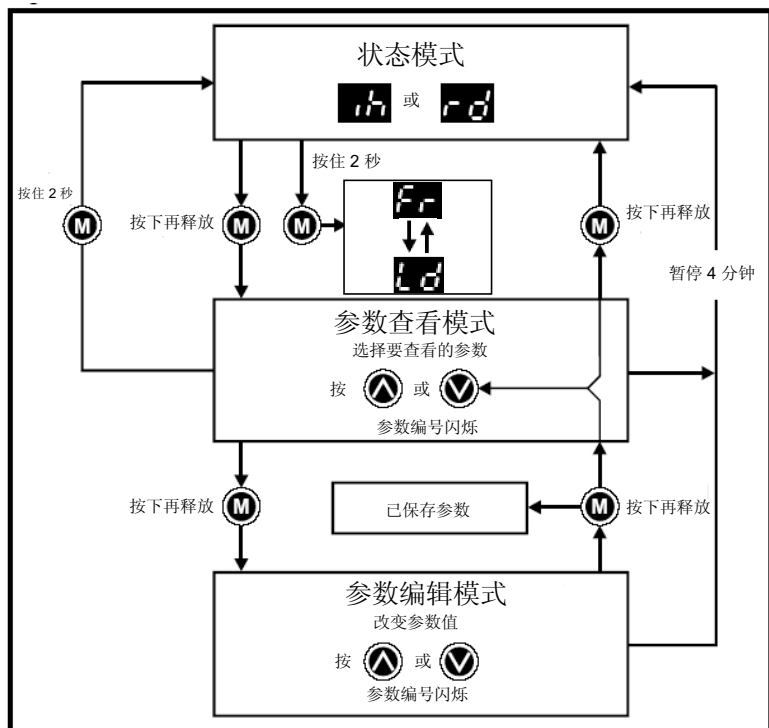 状态模式
ih 或 rd
按住 2 秒
按住 2 秒
M
按下再释放
M
M
Fr
Ld
M
按下再释放
暂停 4 分钟
参数查看模式
选择要查看的参数
按 或
参数编号闪烁
按下再释放
M
已保存参数
M
按下再释放
参数编辑模式
改变参数值
按 或
参数编号闪烁